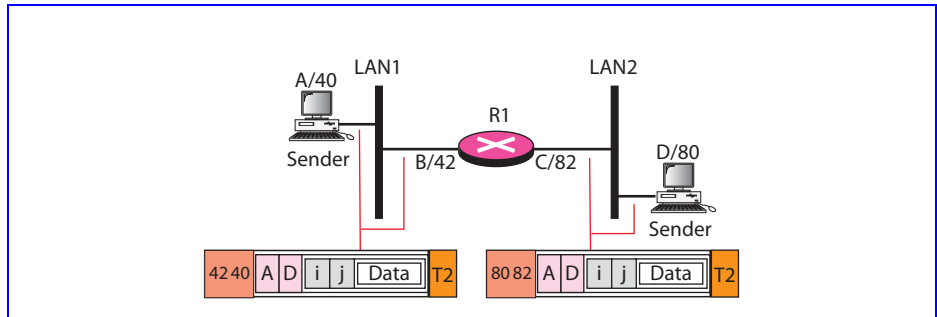 LAN1
LAN2
A/40
R1
Sender
B/42
C/82
D/80
Sender
42 40 A D i j Data T2
80 82 A D i j Data T2